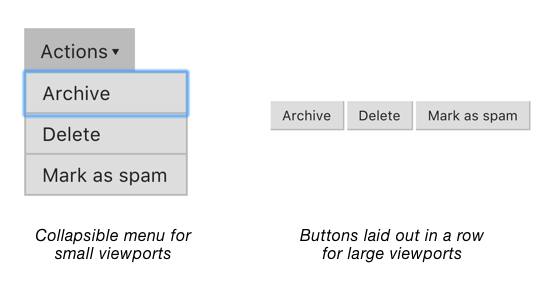 Actions ▾
Archive
Delete
Mark as spam
Collapsible menu for
small viewports
Archive Delete Mark as spam
Buttons laid out in a row
for large viewports